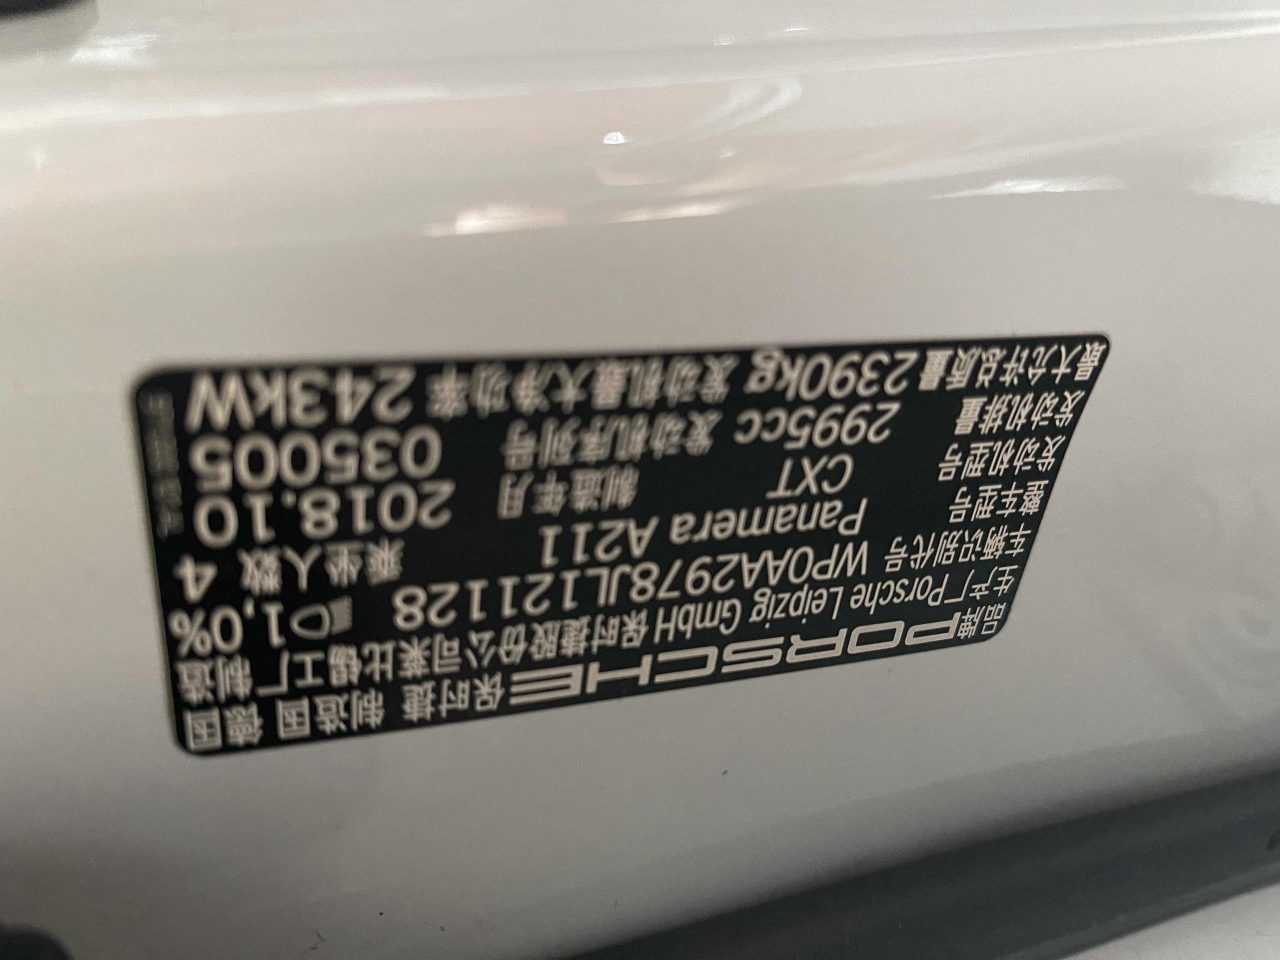 品牌 PORSCHE 保时捷 制造国 德国
生产厂 Porsche Leipzig GmbH 保时捷股份公司莱比锡工厂 制造
车辆识别代号 WP0AA2978JL121128 1,0%
整车型号 Panamera A211 乘坐人数 4
发动机型号 CXT 制造年月 2018.10
发动机排量 2995cc 发动机序列号 035005
最大允许总质量 2390kg 发动机最大净功率 243kW